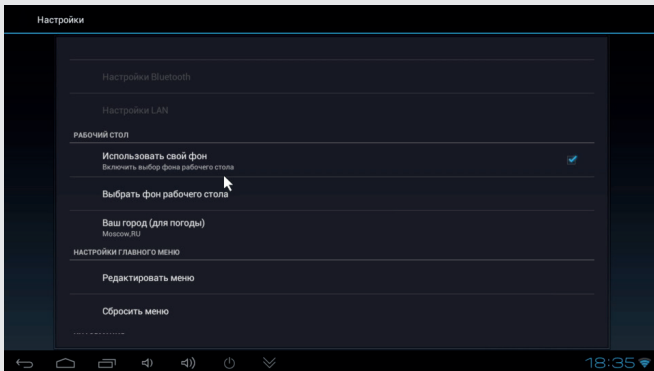 Настройки
Настройки Bluetooth
Настройки LAN
РАБОЧИЙ СТОЛ
Использовать свой фон
Включить выбор фона рабочего стола
Выбрать фон рабочего стола
Ваш город (для погоды)
Moscow,RU
НАСТРОЙКИ ГЛАВНОГО МЕНЮ
Редактировать меню
Сбросить меню
18:35